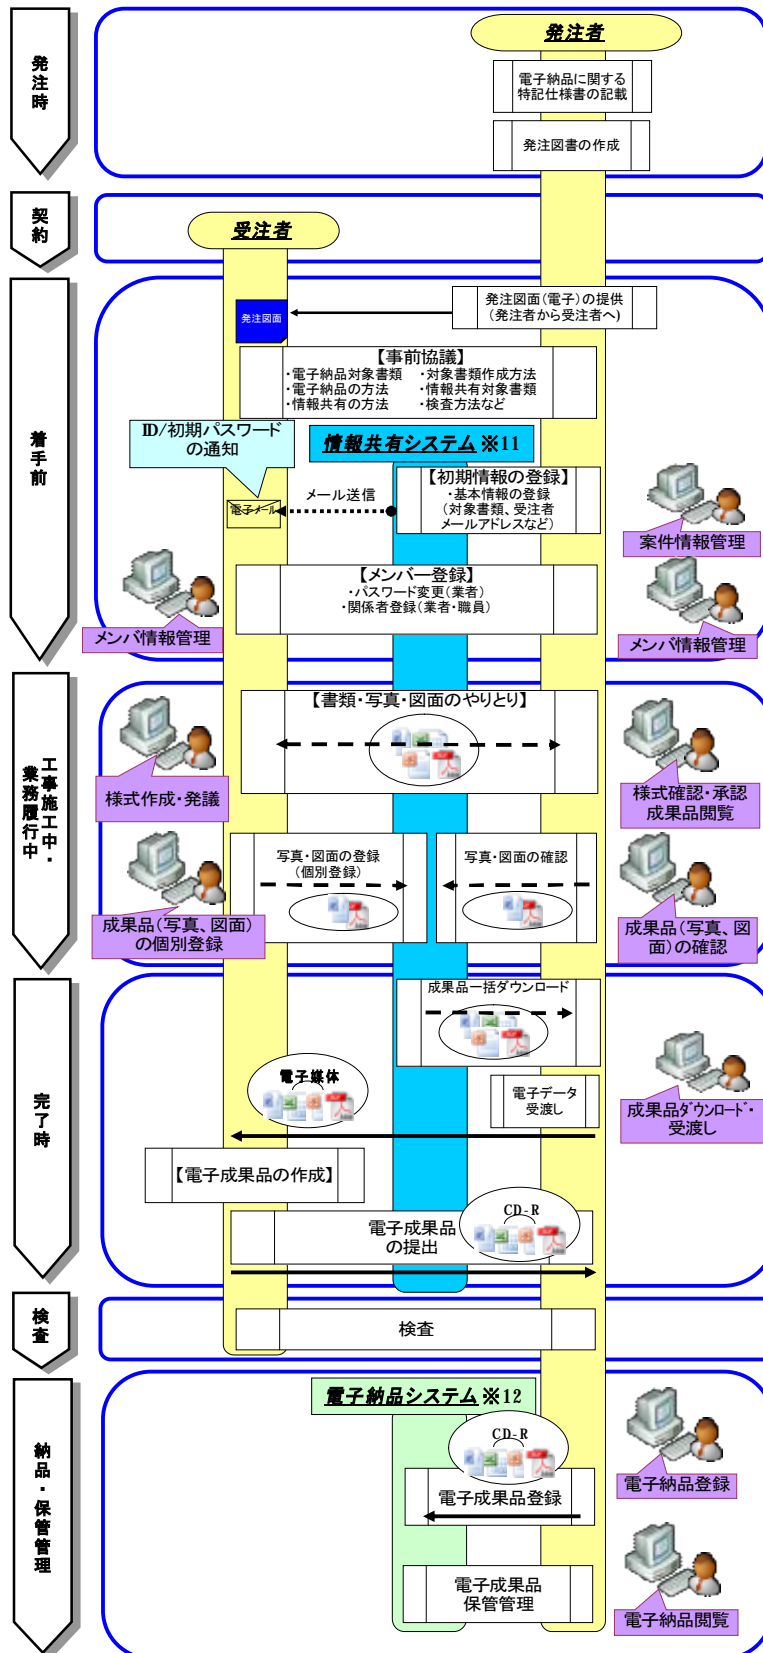 発注時
発注者
電子納品に関する
特記仕様書の記載
発注図書の作成
契約
受注者
着手前
発注図面(電子)の提供
(発注者から受注者へ)
発注図面
【事前協議】
・電子納品対象書類 ・対象書類作成方法
・電子納品の方法 ・情報共有対象書類
・情報共有の方法 ・検査方法など
ID/初期パスワード
の通知
情報共有システム※11
【初期情報の登録】
・基本情報の登録
(対象書類、受注者
メールアドレスなど)
メール送信
電子メール
案件情報管理
【メンバー登録】
・パスワード変更(業者)
・関係者登録(業者・職員)
メンバ情報管理
メンバ情報管理
工事施工中・
業務履行中
【書類・写真・図面のやりとり】
様式作成・発議
様式確認・承認
成果品閲覧
写真・図面の登録
(個別登録)
写真・図面の確認
成果品(写真、図面)
の個別登録
成果品(写真、図
面)の確認
完了時
成果品一括ダウンロード
電子媒体
電子データ
受渡し
成果品ダウンロード・
受渡し
【電子成果品の作成】
電子成果品
の提出
CD-R
検査
検査
納品・保管管理
電子納品システム※12
CD-R
電子成果品登録
電子納品登録
電子成果品
保管管理
電子納品閲覧